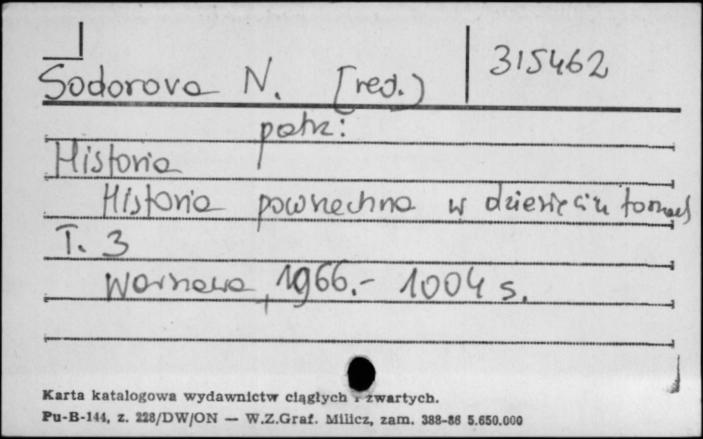 Sodorova N. [red.) 315462
patrz:
Historia
Historia powszechna w dziesięciu tomach
T. 3
Warszawa, 1966.- 1004 s.
Karta katalogowa wydawnictw ciągłych i zwartych.
Pu-B-144, z. 228/DW/ON — W.Z.Graf. Milicz, zam. 388-86 5.650.000